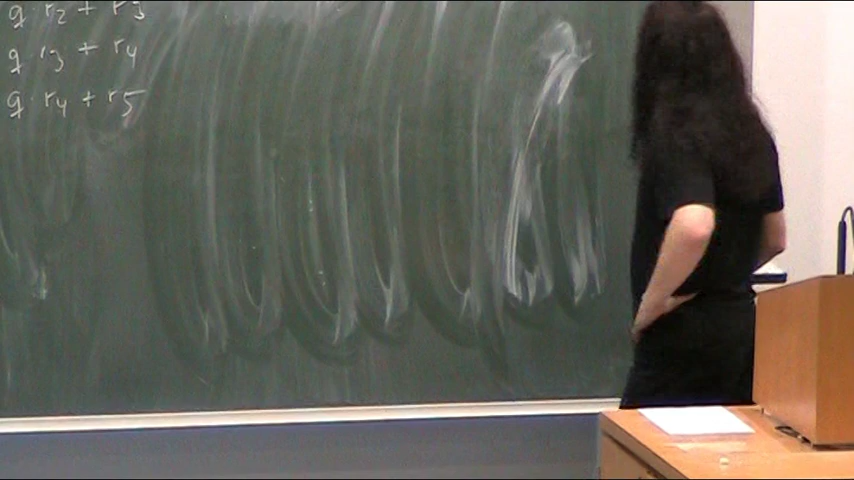 g · r₂ + r₃
g · r₃ + r₄
g · r₄ + r₅